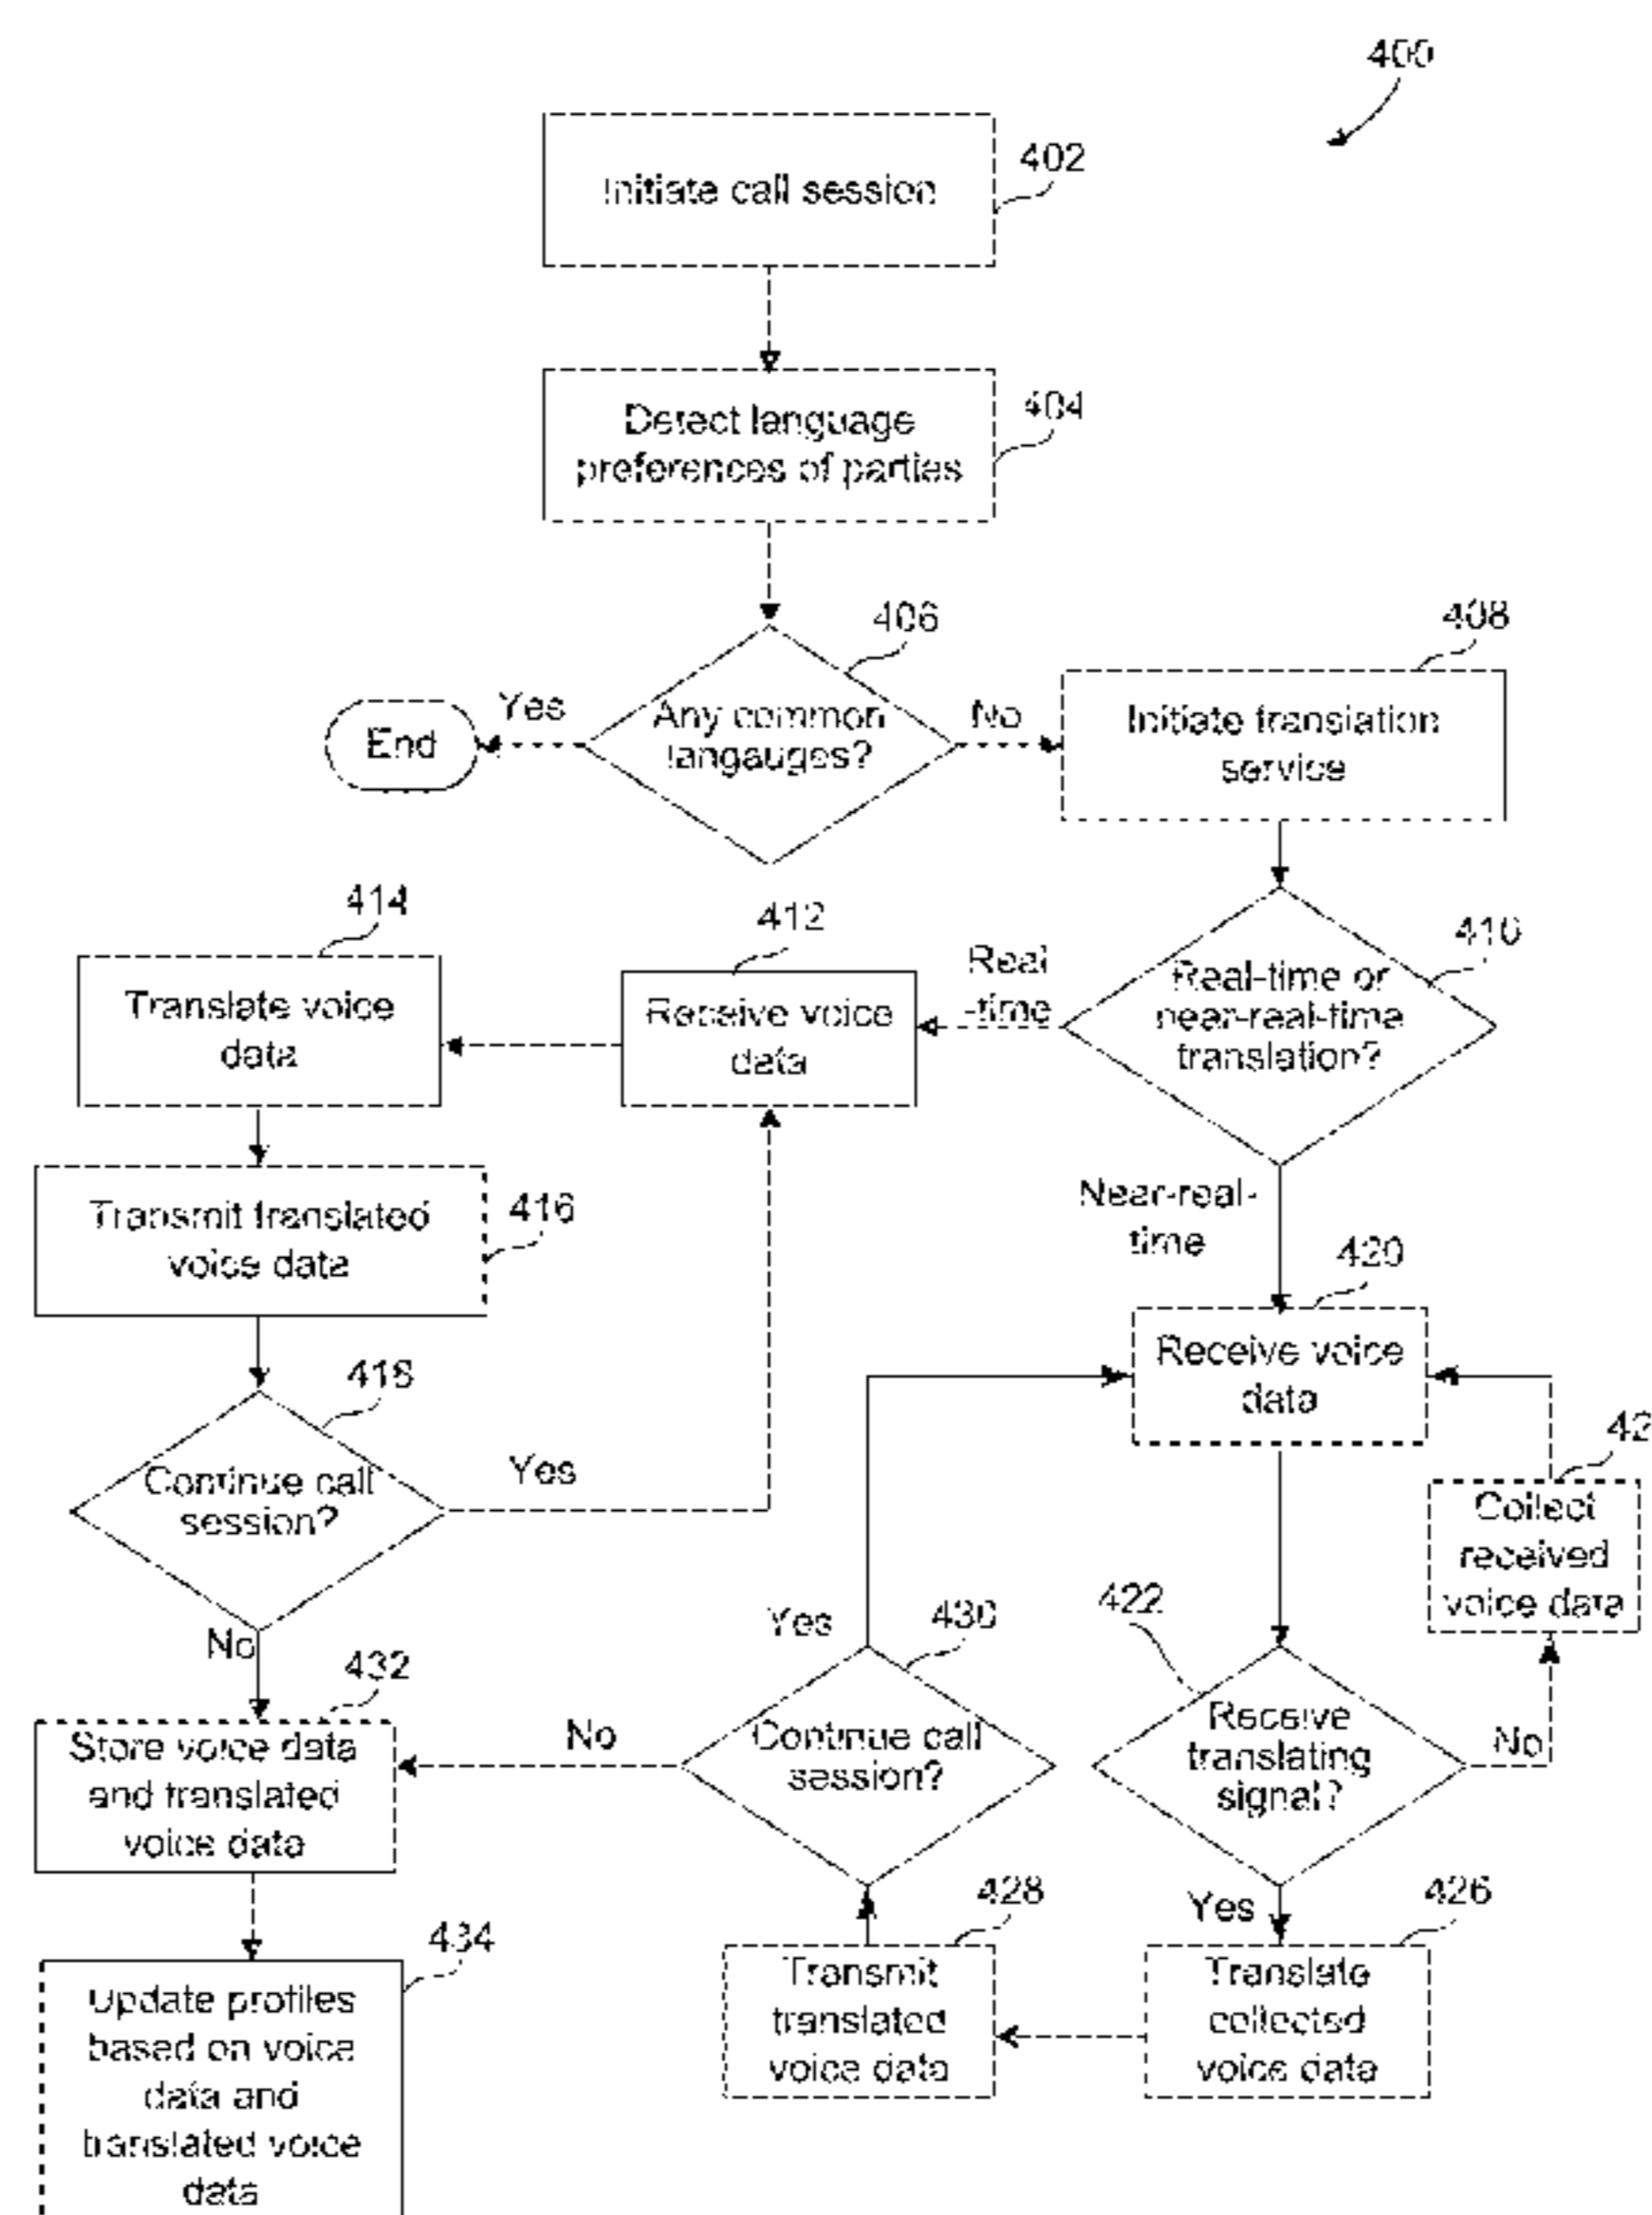 400
Initiate call session
402
Detect language
preferences of parties
404
406
Any common
langauges?
Yes
End
No
408
Initiate translation
service
410
Real-time or
near-real-time
translation?
Real
-time
412
Receive voice
data
414
Translate voice
data
Transmit translated
voice data
416
418
Continue call
session?
Yes
No
Near-real-
time
420
Receive voice
data
42
Collect
received
voice data
422
Receive
translating
signal?
No
Yes
426
Translate
collected
voice data
428
Transmit
translated
voice data
430
Continue call
session?
Yes
No
432
Store voice data
and translated
voice data
434
Update profiles
based on voice
data and
translated voice
data